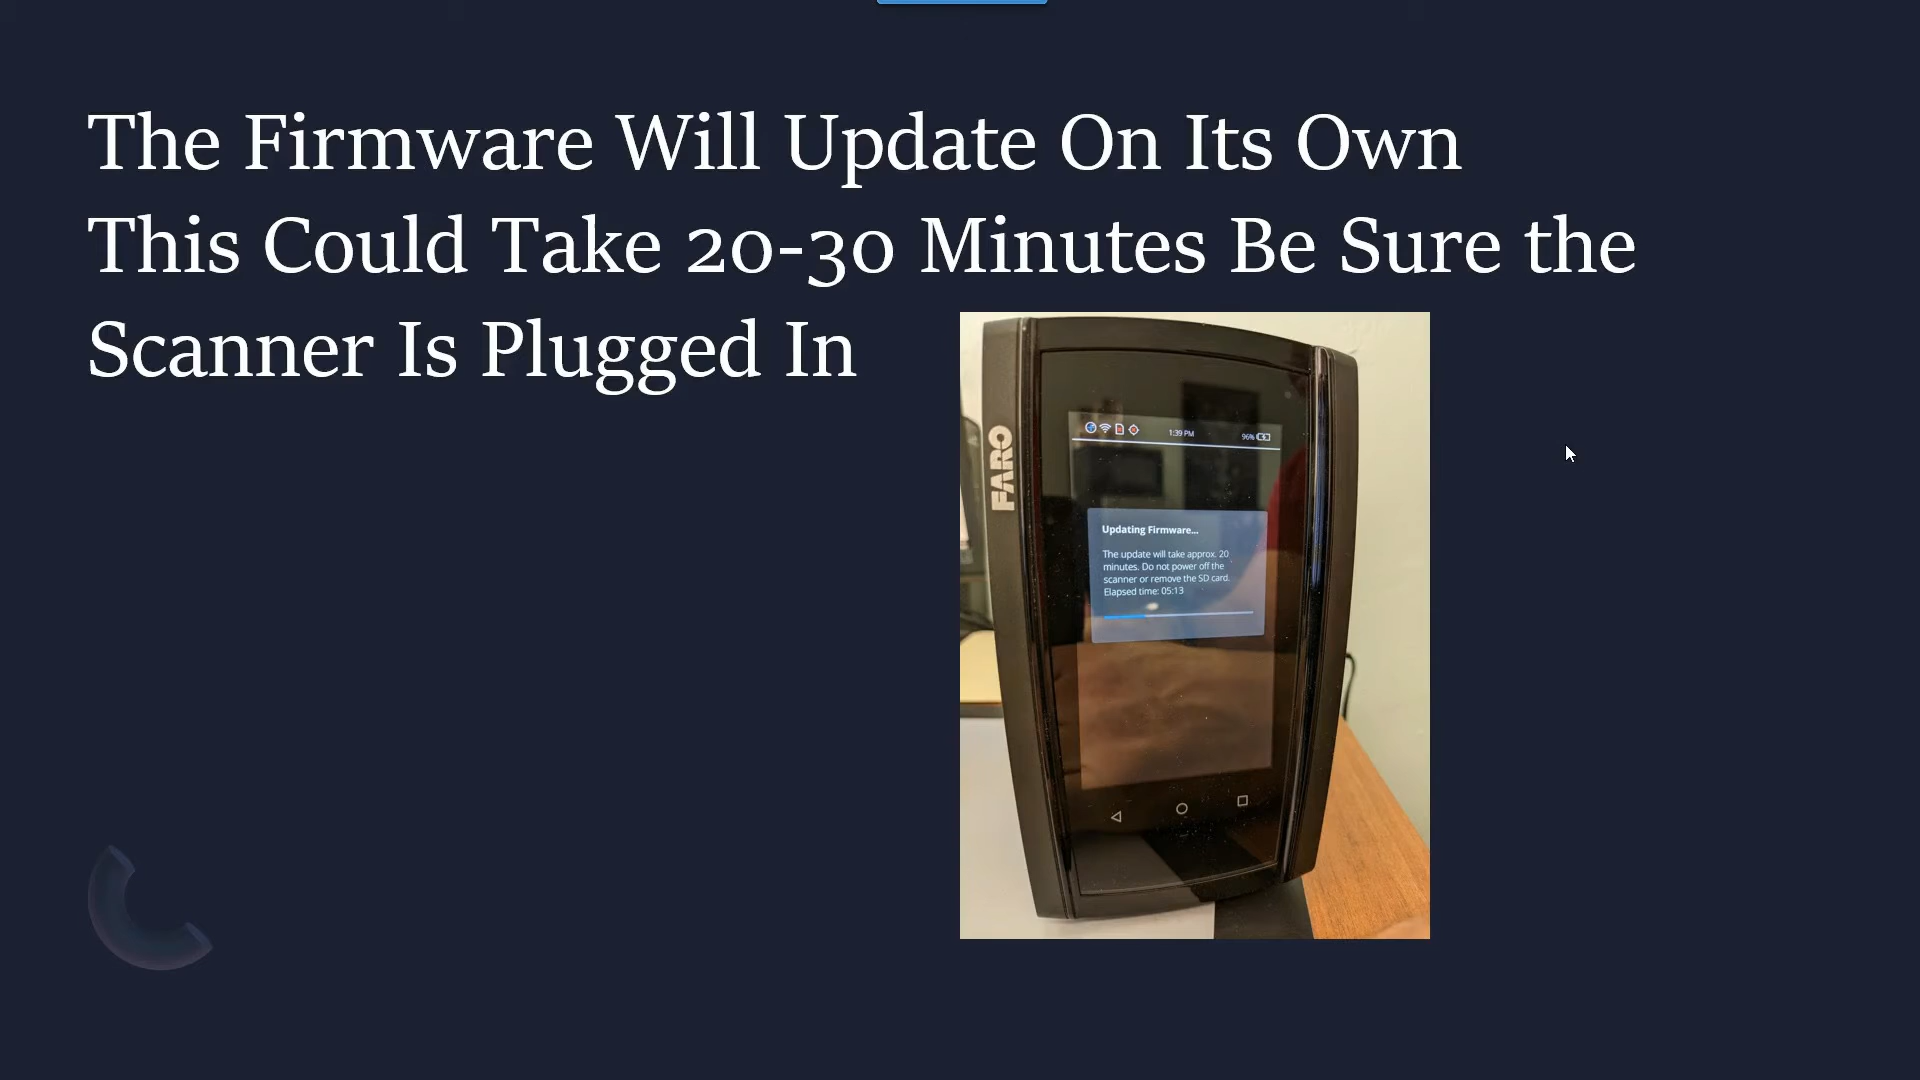 The Firmware Will Update On Its Own
This Could Take 20-30 Minutes Be Sure the
Scanner Is Plugged In
FARO
1:39 PM
96%
Updating Firmware...
The update will take approx. 20
minutes. Do not power off the
scanner or remove the SD card.
Elapsed time: 05:13